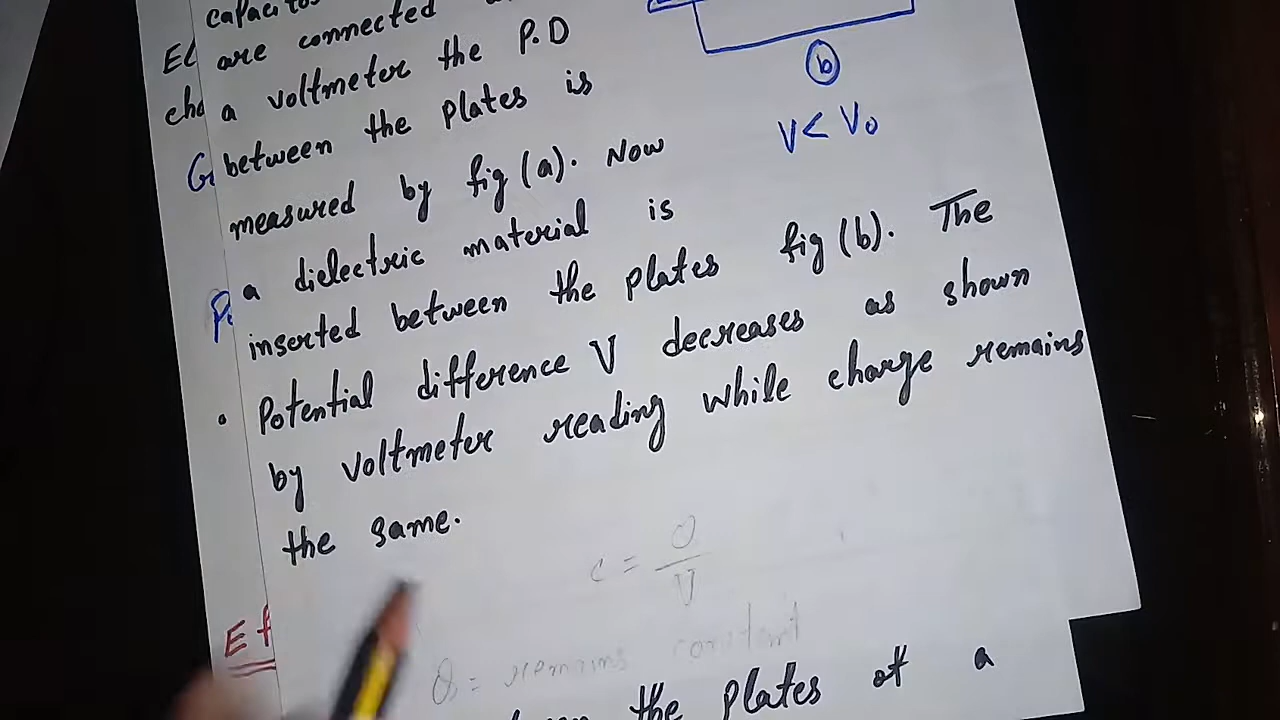 are connected
a voltmeter the P.D
between the plates is
measured by fig (a). Now
a dielectric material is
inserted between the plates fig (b). The
• Potential difference V decreases as shown
by voltmeter reading while charge remains
the same.
b
V < V₀
c = Q / V
Q = remains constant
the plates of a
El
Ef